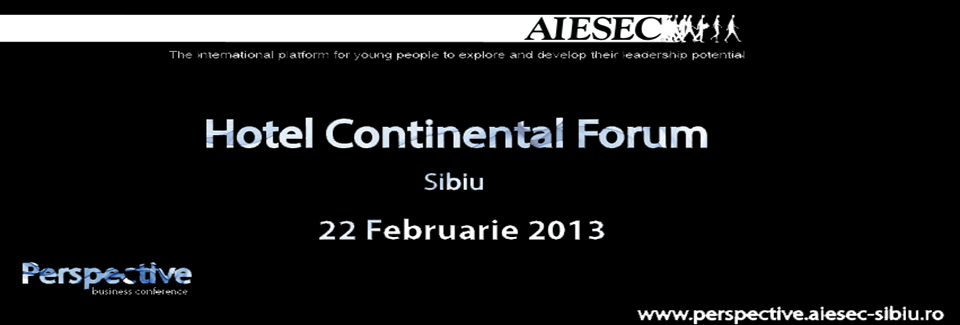 AIESEC
The international platform for young people to explore and develop their leadership potential
Hotel Continental Forum
Sibiu
22 Februarie 2013
Perspective
business conference
www.perspective.aiesec-sibiu.ro